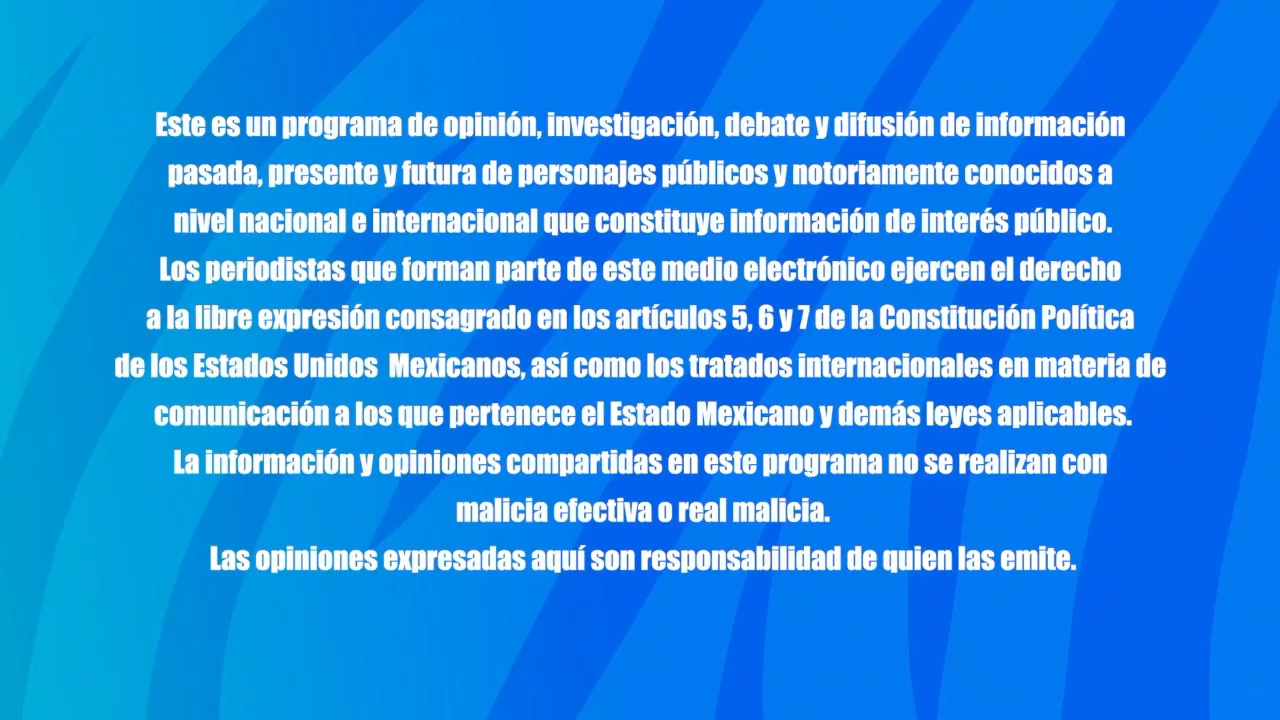 Este es un programa de opinión, investigación, debate y difusión de información
pasada, presente y futura de personajes públicos y notoriamente conocidos a
nivel nacional e internacional que constituye información de interés público.
Los periodistas que forman parte de este medio electrónico ejercen el derecho
a la libre expresión consagrado en los artículos 5, 6 y 7 de la Constitución Política
de los Estados Unidos Mexicanos, así como los tratados internacionales en materia de
comunicación a los que pertenece el Estado Mexicano y demás leyes aplicables.
La información y opiniones compartidas en este programa no se realizan con
malicia efectiva o real malicia.
Las opiniones expresadas aquí son responsabilidad de quien las emite.